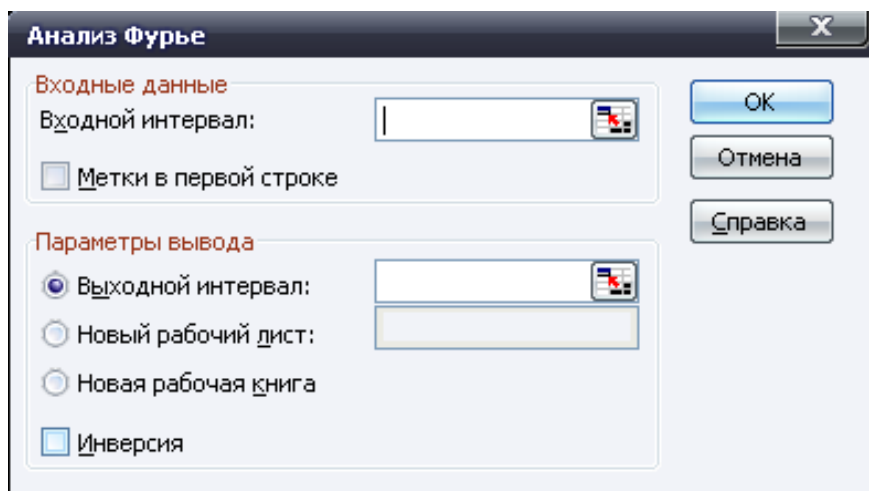 Анализ Фурье
Входные данные
Входной интервал:
Метки в первой строке
Параметры вывода
Выходной интервал:
Новый рабочий лист:
Новая рабочая книга
Инверсия
ОК
Отмена
Справка